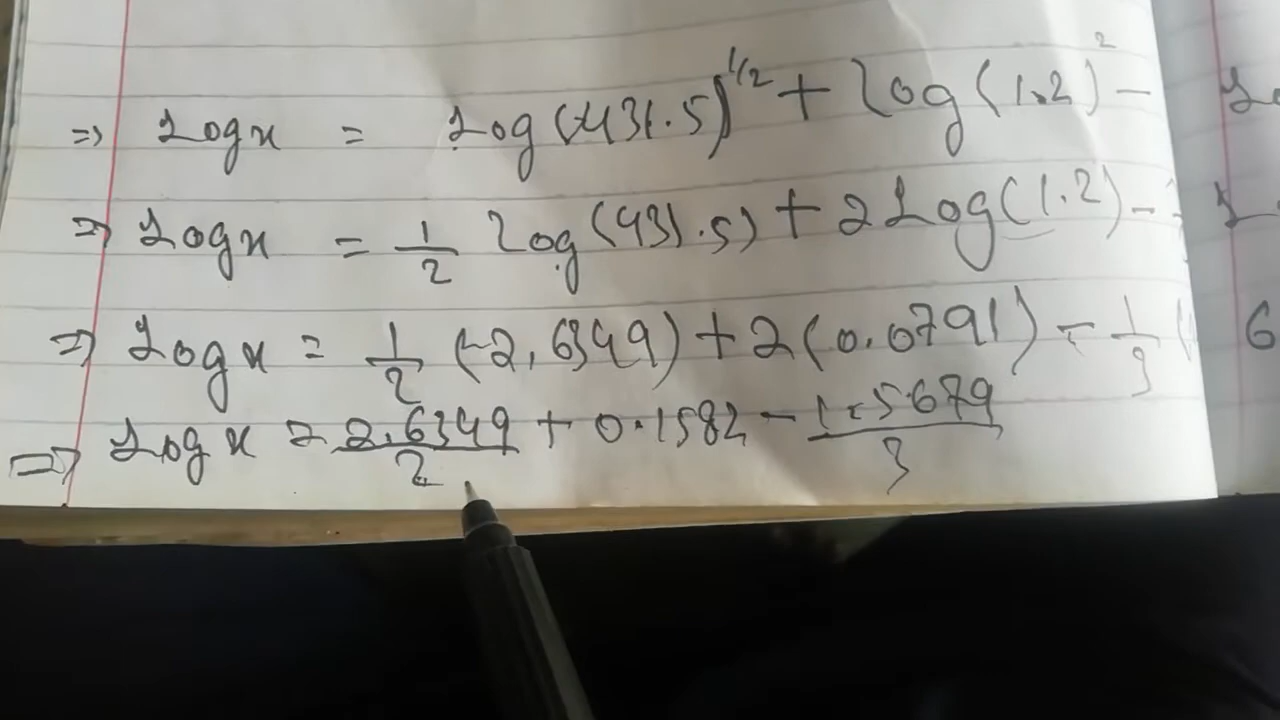 ⇒ Log x = Log (431.5)^1/2 + log (1.2)^2 -
⇒ Log x = 1/2 Log (431.5) + 2 Log (1.2) -
⇒ Log x = 1/2 (2.6349) + 2 (0.0791) - 1/3
⇒ Log x = 2.6349/2 + 0.1582 - 1.5679/3